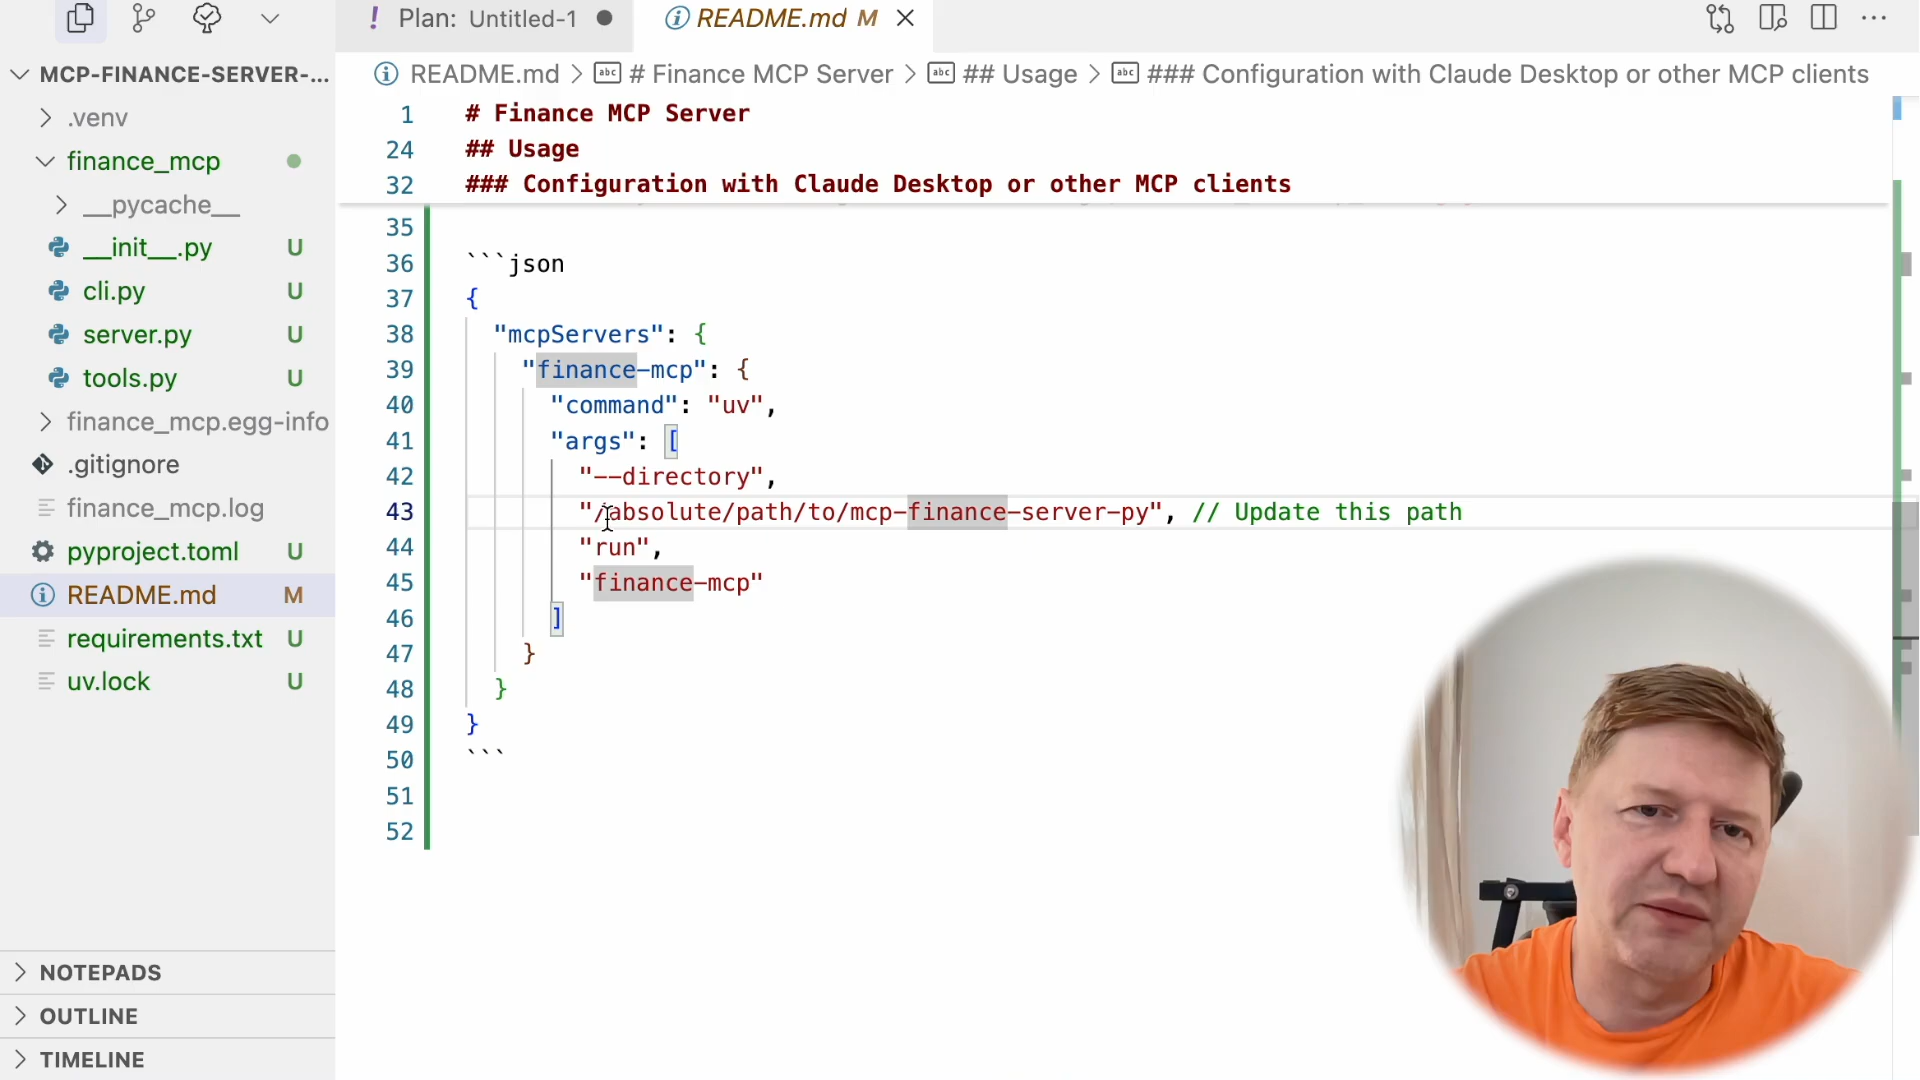 Plan: Untitled-1
README.md M
MCP-FINANCE-SERVER-...
.venv
finance_mcp
__pycache__
__init__.py U
cli.py U
server.py U
tools.py U
finance_mcp.egg-info
.gitignore
finance_mcp.log
pyproject.toml U
README.md M
requirements.txt U
uv.lock U
NOTEPADS
OUTLINE
TIMELINE
README.md > # Finance MCP Server > ## Usage > ### Configuration with Claude Desktop or other MCP clients
1 # Finance MCP Server
24 ## Usage
32 ### Configuration with Claude Desktop or other MCP clients
35
36 ```json
37 {
38 "mcpServers": {
39 "finance-mcp": {
40 "command": "uv",
41 "args": [
42 "--directory",
43 "/absolute/path/to/mcp-finance-server-py", // Update this path
44 "run",
45 "finance-mcp"
46 ]
47 }
48 }
49 }
50 ```
51
52